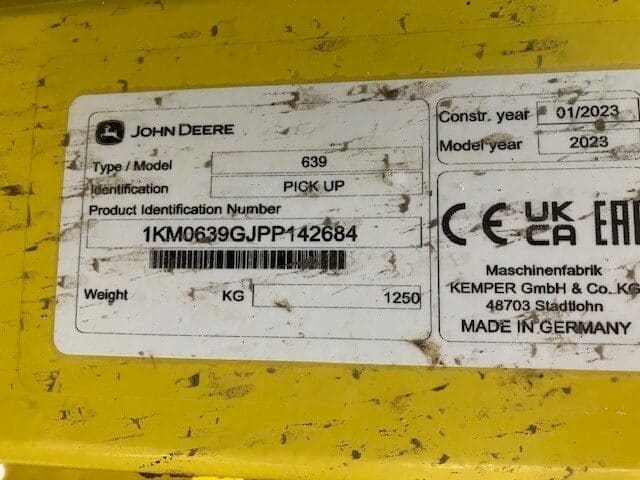 JOHN DEERE
Type / Model 639
Identification PICK UP
Product Identification Number
1KM0639GJPP142684
Weight KG 1250
Constr. year 01/2023
Model year 2023
CE UK CA EAC
Maschinenfabrik
KEMPER GmbH & Co. KG
48703 Stadtlohn
MADE IN GERMANY